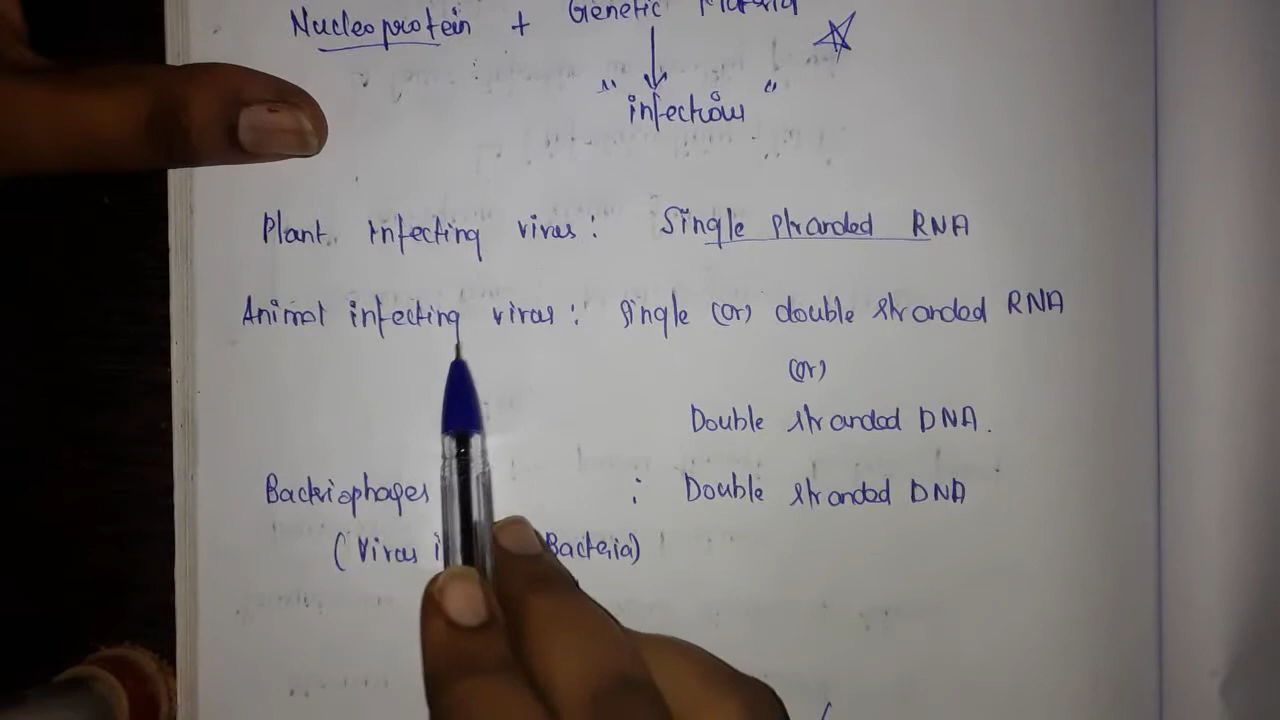 Nucleoprotein + Genetic
"infection"
Plant infecting virus : Single stranded RNA
Animal infecting virus : single (or) double stranded RNA
(or)
Double stranded DNA.
Bacteriophages : Double stranded DNA
(Virus Bacteria)